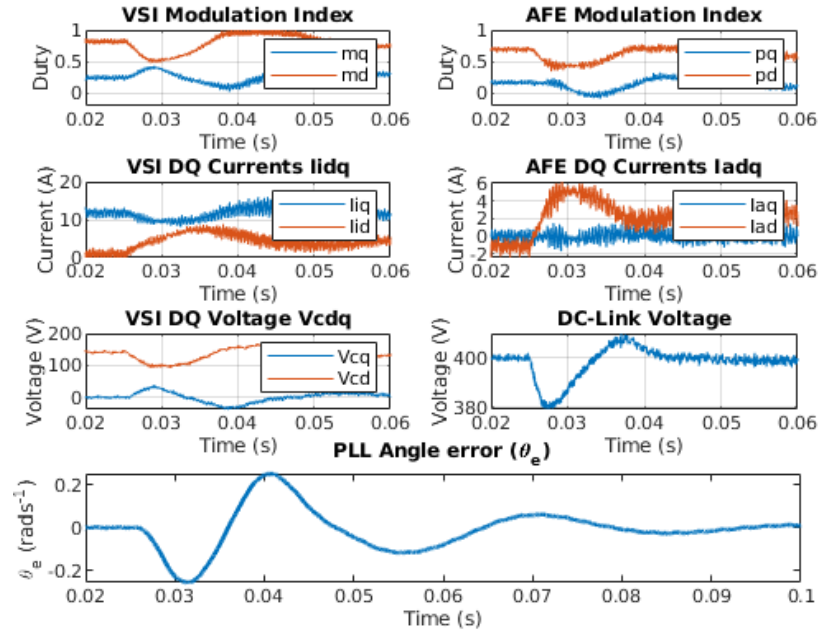 VSI Modulation Index
1
0.5
0
Duty
mq
md
0.02 0.03 0.04 0.05 0.06
Time (s)
AFE Modulation Index
1
0.5
0
Duty
pq
pd
0.02 0.03 0.04 0.05 0.06
Time (s)
VSI DQ Currents Iidq
20
10
0
Current (A)
Iiq
Iid
0.02 0.03 0.04 0.05 0.06
Time (s)
AFE DQ Currents Iadq
6
4
2
0
-2
Current (A)
Iaq
Iad
0.02 0.03 0.04 0.05 0.06
Time (s)
VSI DQ Voltage Vcdq
200
100
0
Voltage (V)
Vcq
Vcd
0.02 0.03 0.04 0.05 0.06
DC-Link Voltage
400
380
Voltage (V)
0.02 0.03 0.04 0.05 0.06
PLL Angle error (θe)
0.2
0
-0.2
θe (rads-1)
0.02 0.03 0.04 0.05 0.06 0.07 0.08 0.09 0.1
Time (s)